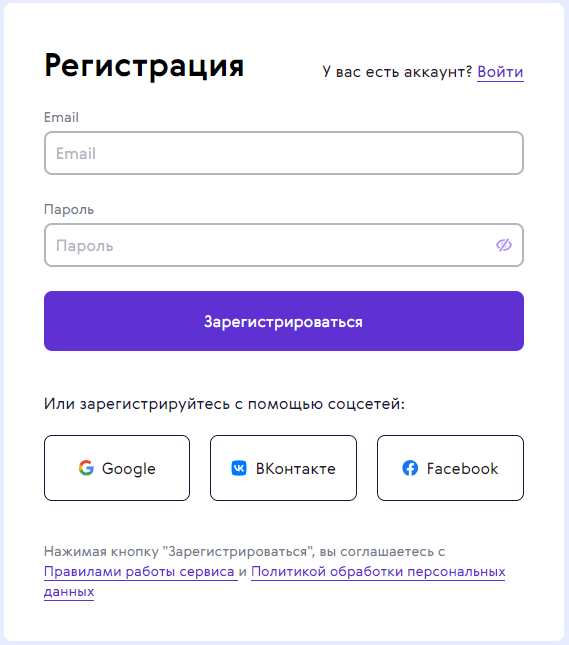 Регистрация
У вас есть аккаунт? Войти
Email
Email
Пароль
Пароль
Зарегистрироваться
Или зарегистрируйтесь с помощью соцсетей:
Google
ВКонтакте
Facebook
Нажимая кнопку "Зарегистрироваться", вы соглашаетесь с
Правилами работы сервиса и Политикой обработки персональных
данных